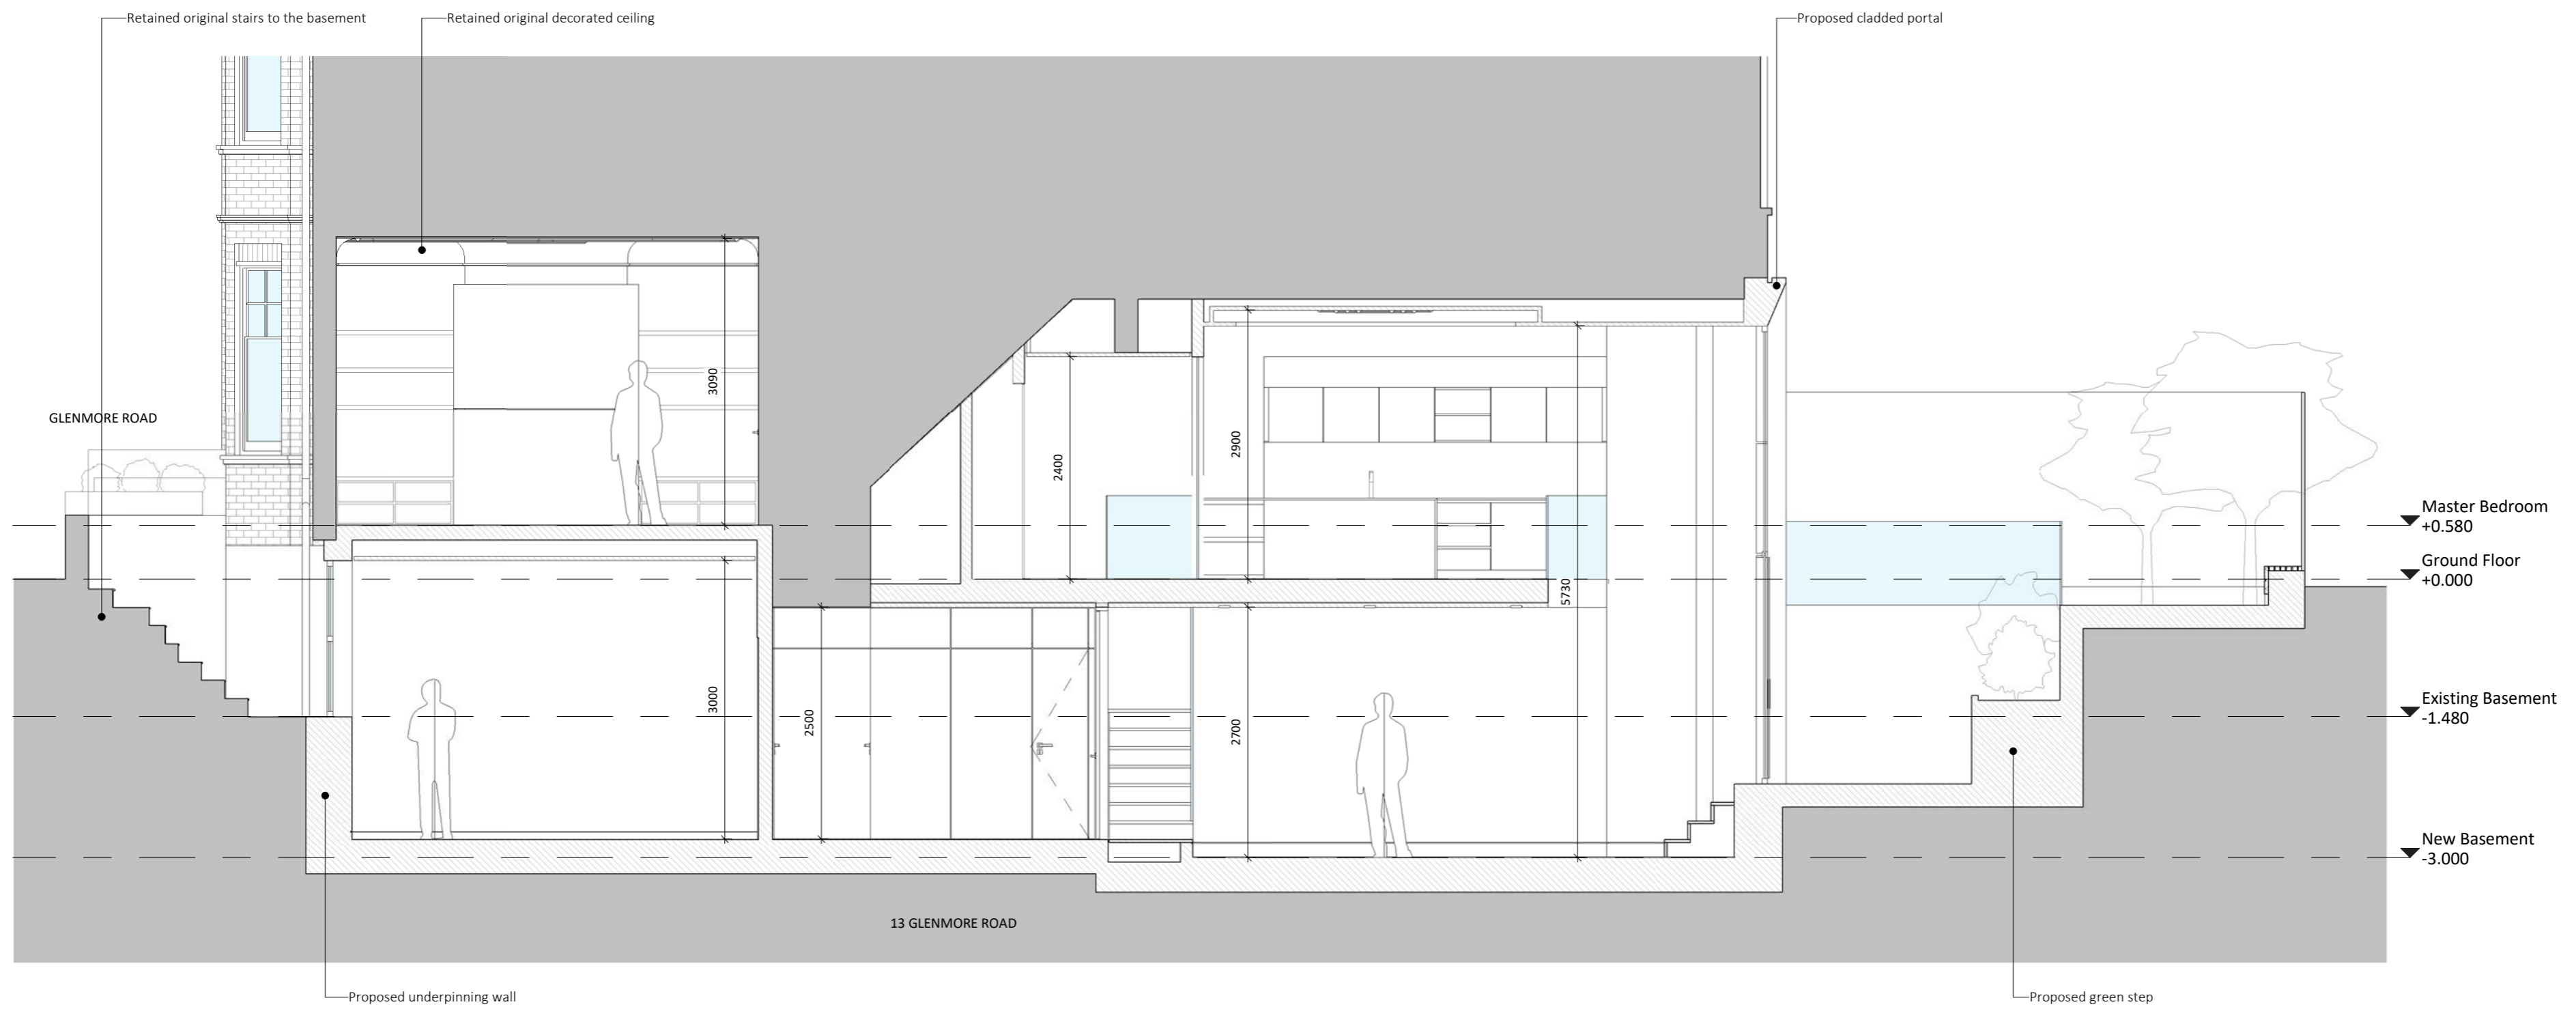 Retained original stairs to the basement
Retained original decorated ceiling
Proposed cladded portal
GLENMORE ROAD
3090
2400
2900
5730
3000
2500
2700
Master Bedroom
+0.580
Ground Floor
+0.000
Existing Basement
-1.480
New Basement
-3.000
13 GLENMORE ROAD
Proposed underpinning wall
Proposed green step